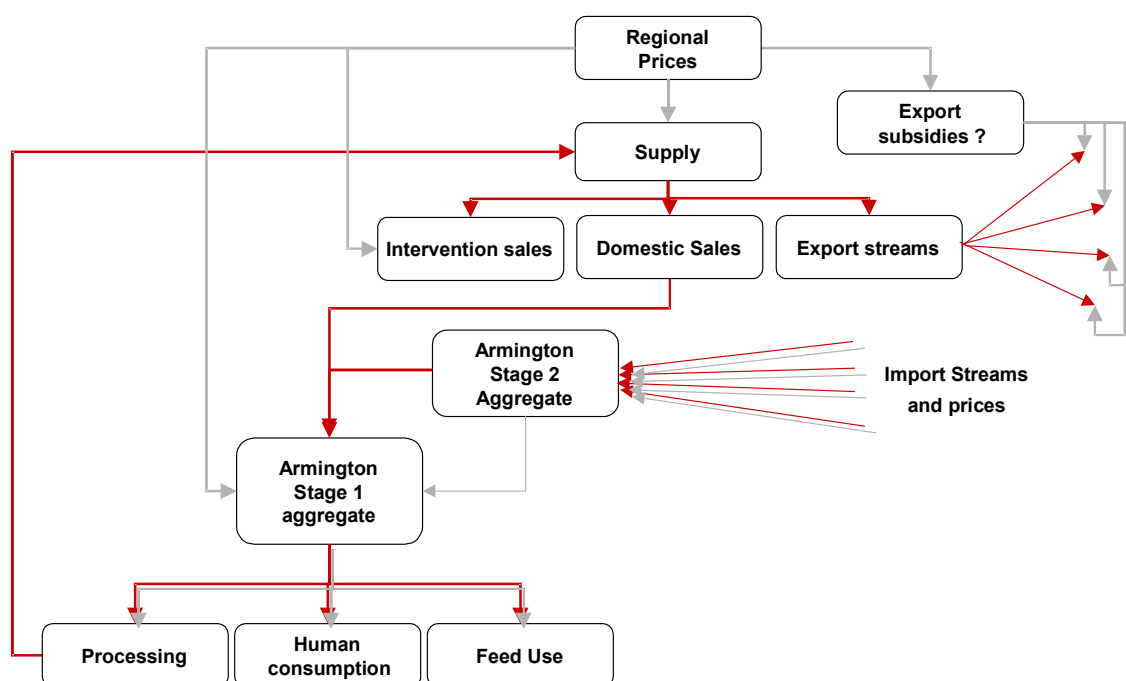 Regional
Prices
Export
subsidies ?
Supply
Intervention sales
Domestic Sales
Export streams
Armington
Stage 2
Aggregate
Import Streams
and prices
Armington
Stage 1
aggregate
Processing
Human
consumption
Feed Use